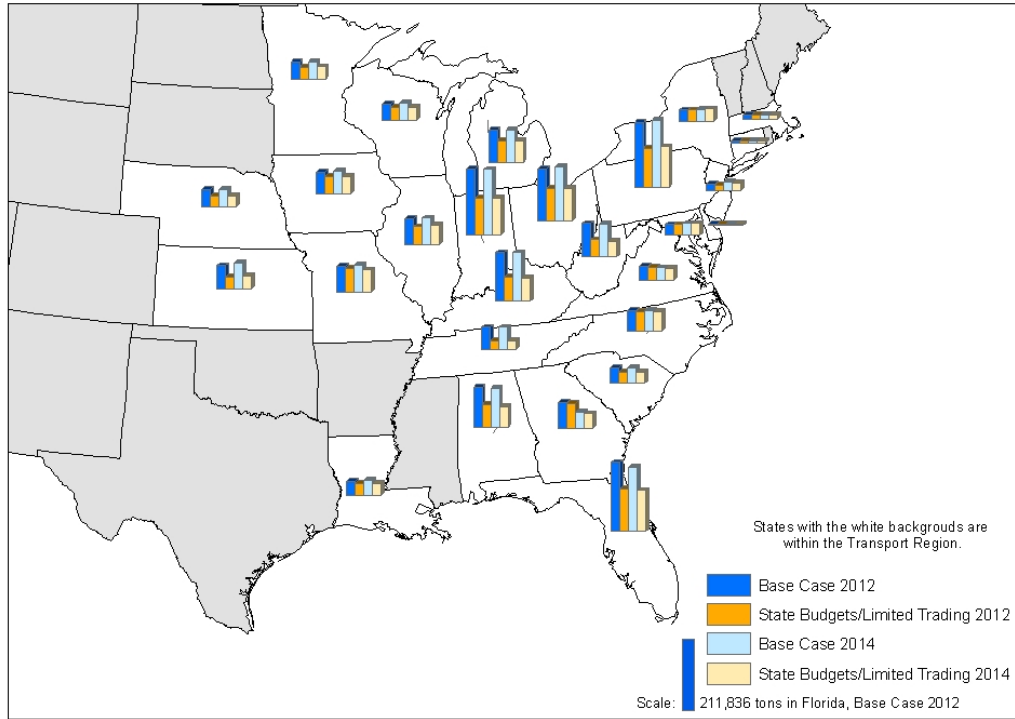 States with the white backgrouds are
within the Transport Region.
Base Case 2012
State Budgets/Limited Trading 2012
Base Case 2014
State Budgets/Limited Trading 2014
Scale: 211,836 tons in Florida, Base Case 2012